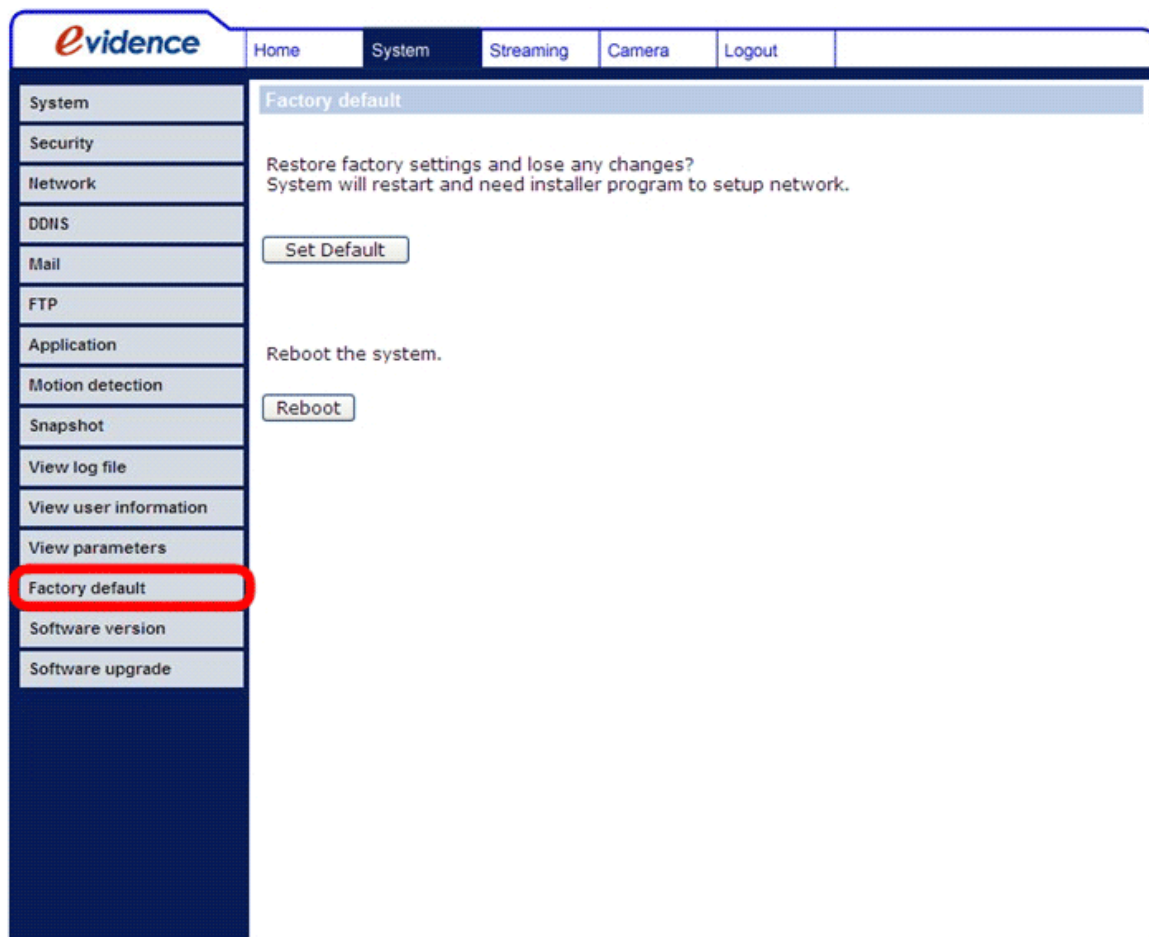 evidence
Home System Streaming Camera Logout
System
Security
Network
DDNS
Mail
FTP
Application
Motion detection
Snapshot
View log file
View user information
View parameters
Factory default
Software version
Software upgrade
Factory default
Restore factory settings and lose any changes?
System will restart and need installer program to setup network.
Set Default
Reboot the system.
Reboot